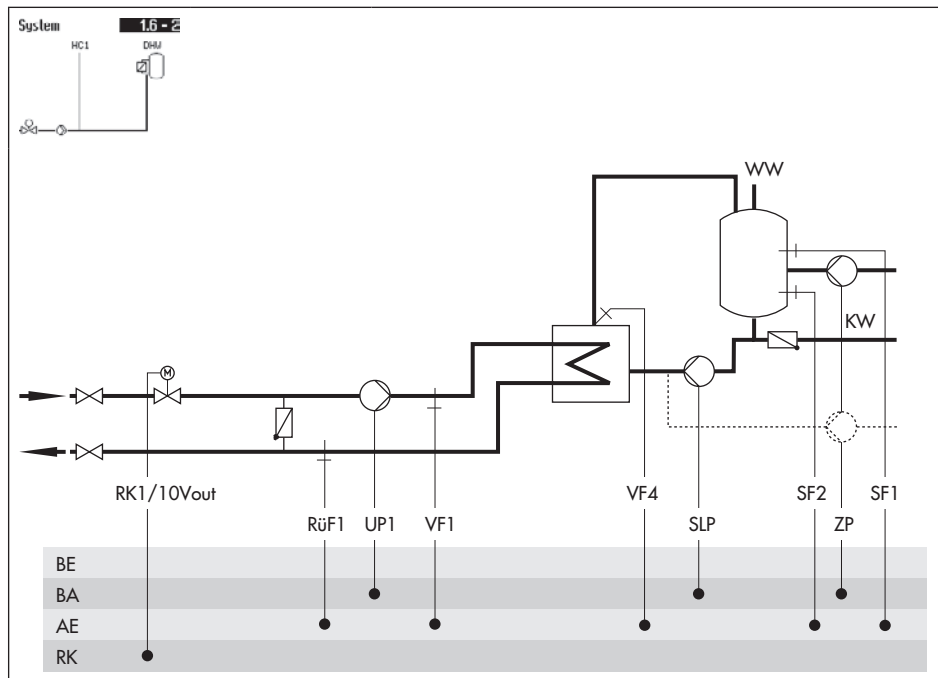 System 1.6 - 2
HC1 DHW
WW
KW
M
RK1/10Vout
RüF1 UP1 VF1 VF4 SLP SF2 ZP SF1
BE
BA
AE
RK